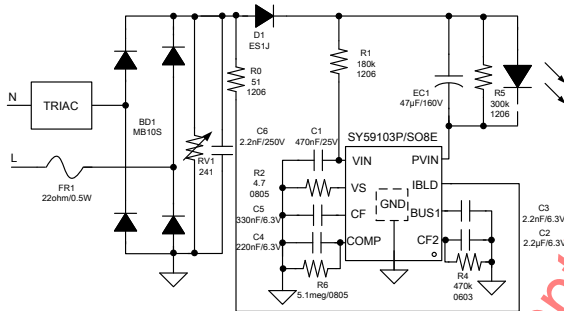 D1
ES1J
R0
51
1206
R1
180k
1206
EC1
47µF/160V
R5
300k
1206
N
TRIAC
BD1
MB10S
L
FR1
22ohm/0.5W
RV1
241
C6
2.2nF/250V
C1
470nF/25V
R2
4.7
0805
C5
330nF/6.3V
C4
220nF/6.3V
R6
5.1meg/0805
SY59103P/SO8E
VIN
PVIN
VS
IBLD
GND
CF
BUS1
COMP
CF2
C3
2.2nF/6.3V
C2
2.2µF/6.3V
R4
470k
0603